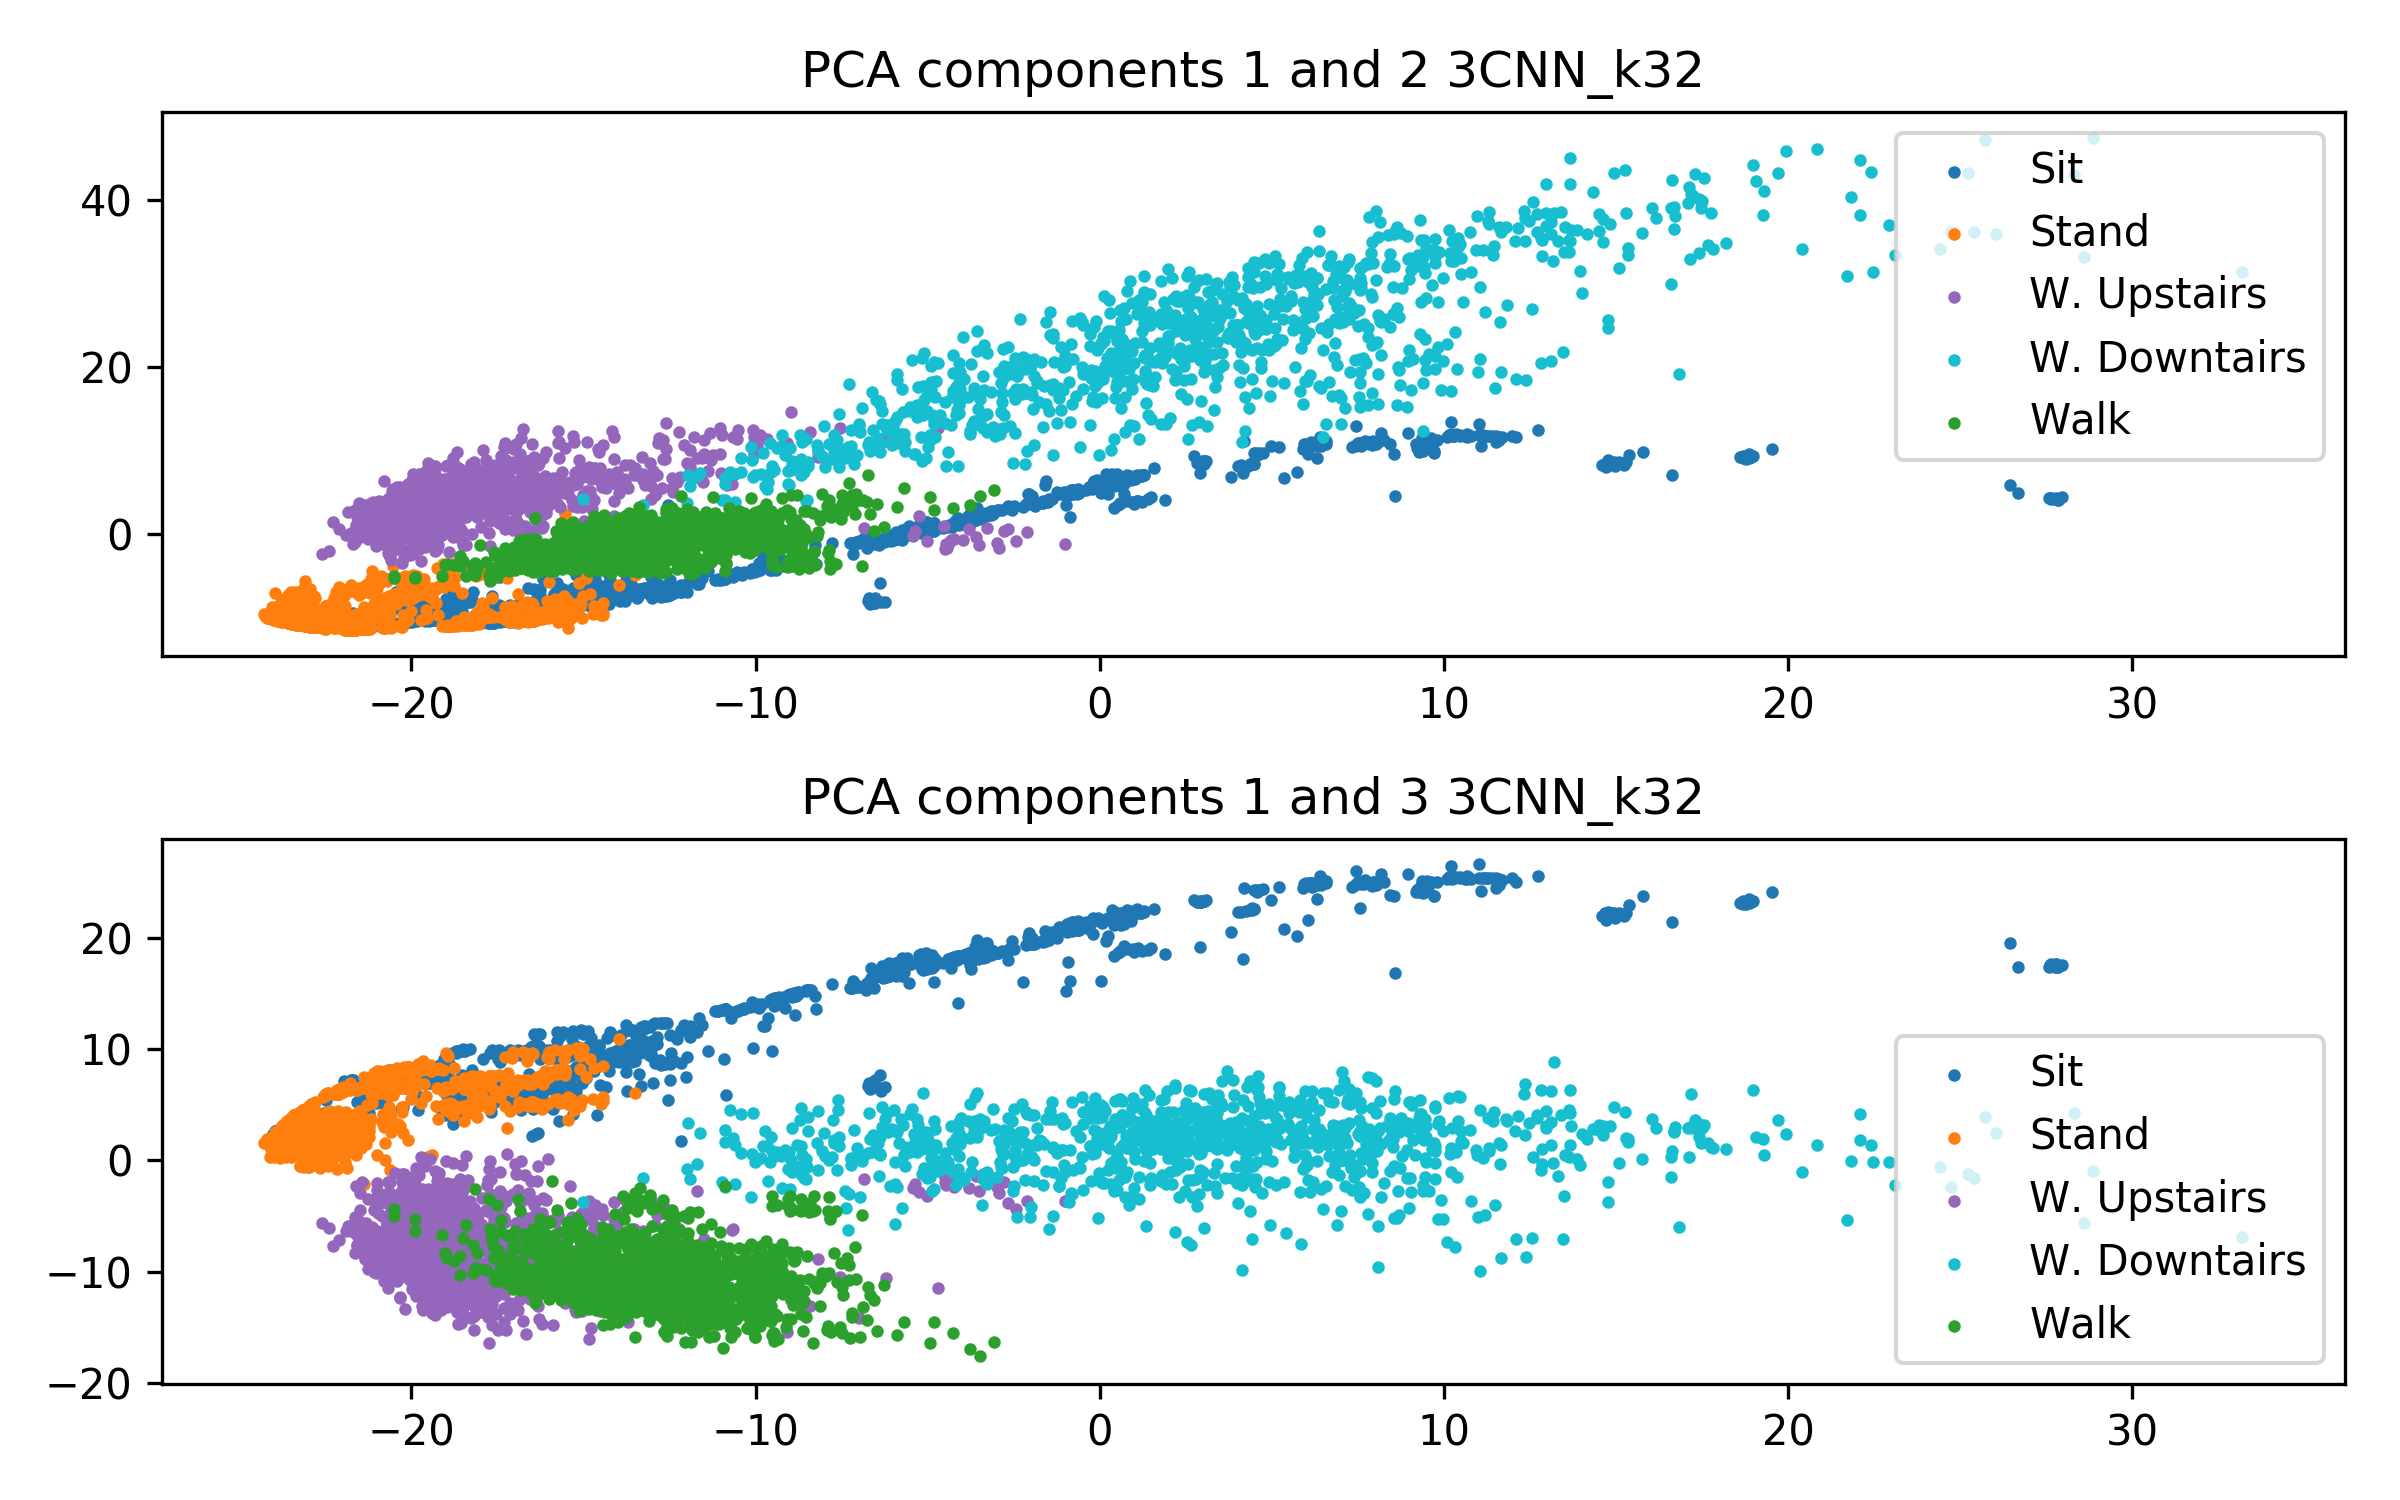 PCA components 1 and 2 3CNN_k32
40
20
0
Sit
Stand
W. Upstairs
W. Downtairs
Walk
−20 −10 0 10 20 30
PCA components 1 and 3 3CNN_k32
20
10
0
−10
−20
Sit
Stand
W. Upstairs
W. Downtairs
Walk
−20 −10 0 10 20 30